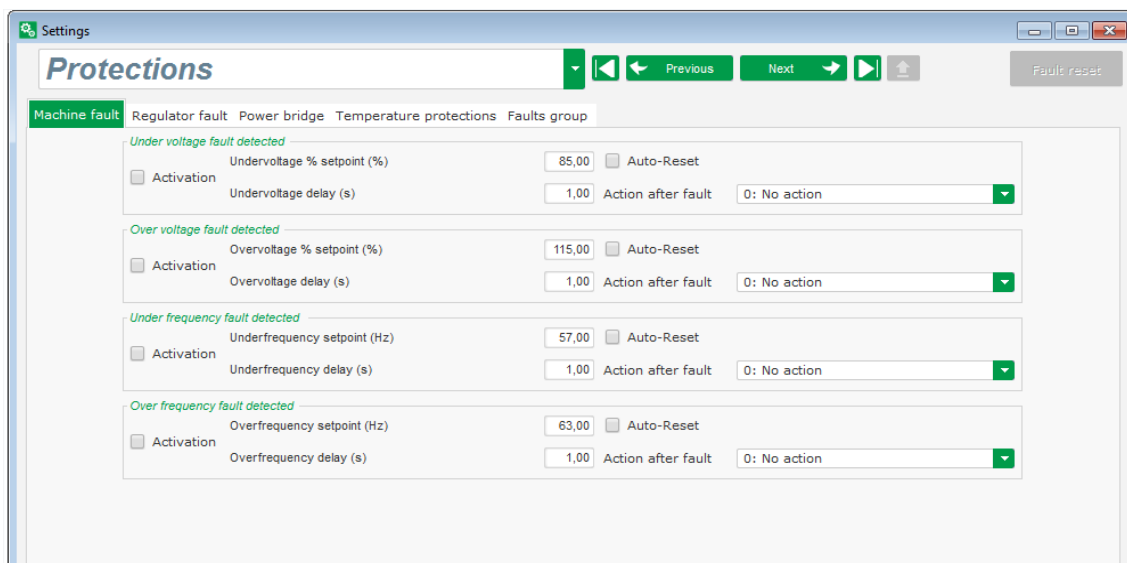 Settings
Protections
Previous Next Fault reset
Machine fault Regulator fault Power bridge Temperature protections Faults group
Under voltage fault detected
Undervoltage % setpoint (%) 85,00 Auto-Reset
Activation
Undervoltage delay (s) 1,00 Action after fault 0: No action
Over voltage fault detected
Overvoltage % setpoint (%) 115,00 Auto-Reset
Activation
Overvoltage delay (s) 1,00 Action after fault 0: No action
Under frequency fault detected
Underfrequency setpoint (Hz) 57,00 Auto-Reset
Activation
Underfrequency delay (s) 1,00 Action after fault 0: No action
Over frequency fault detected
Overfrequency setpoint (Hz) 63,00 Auto-Reset
Activation
Overfrequency delay (s) 1,00 Action after fault 0: No action